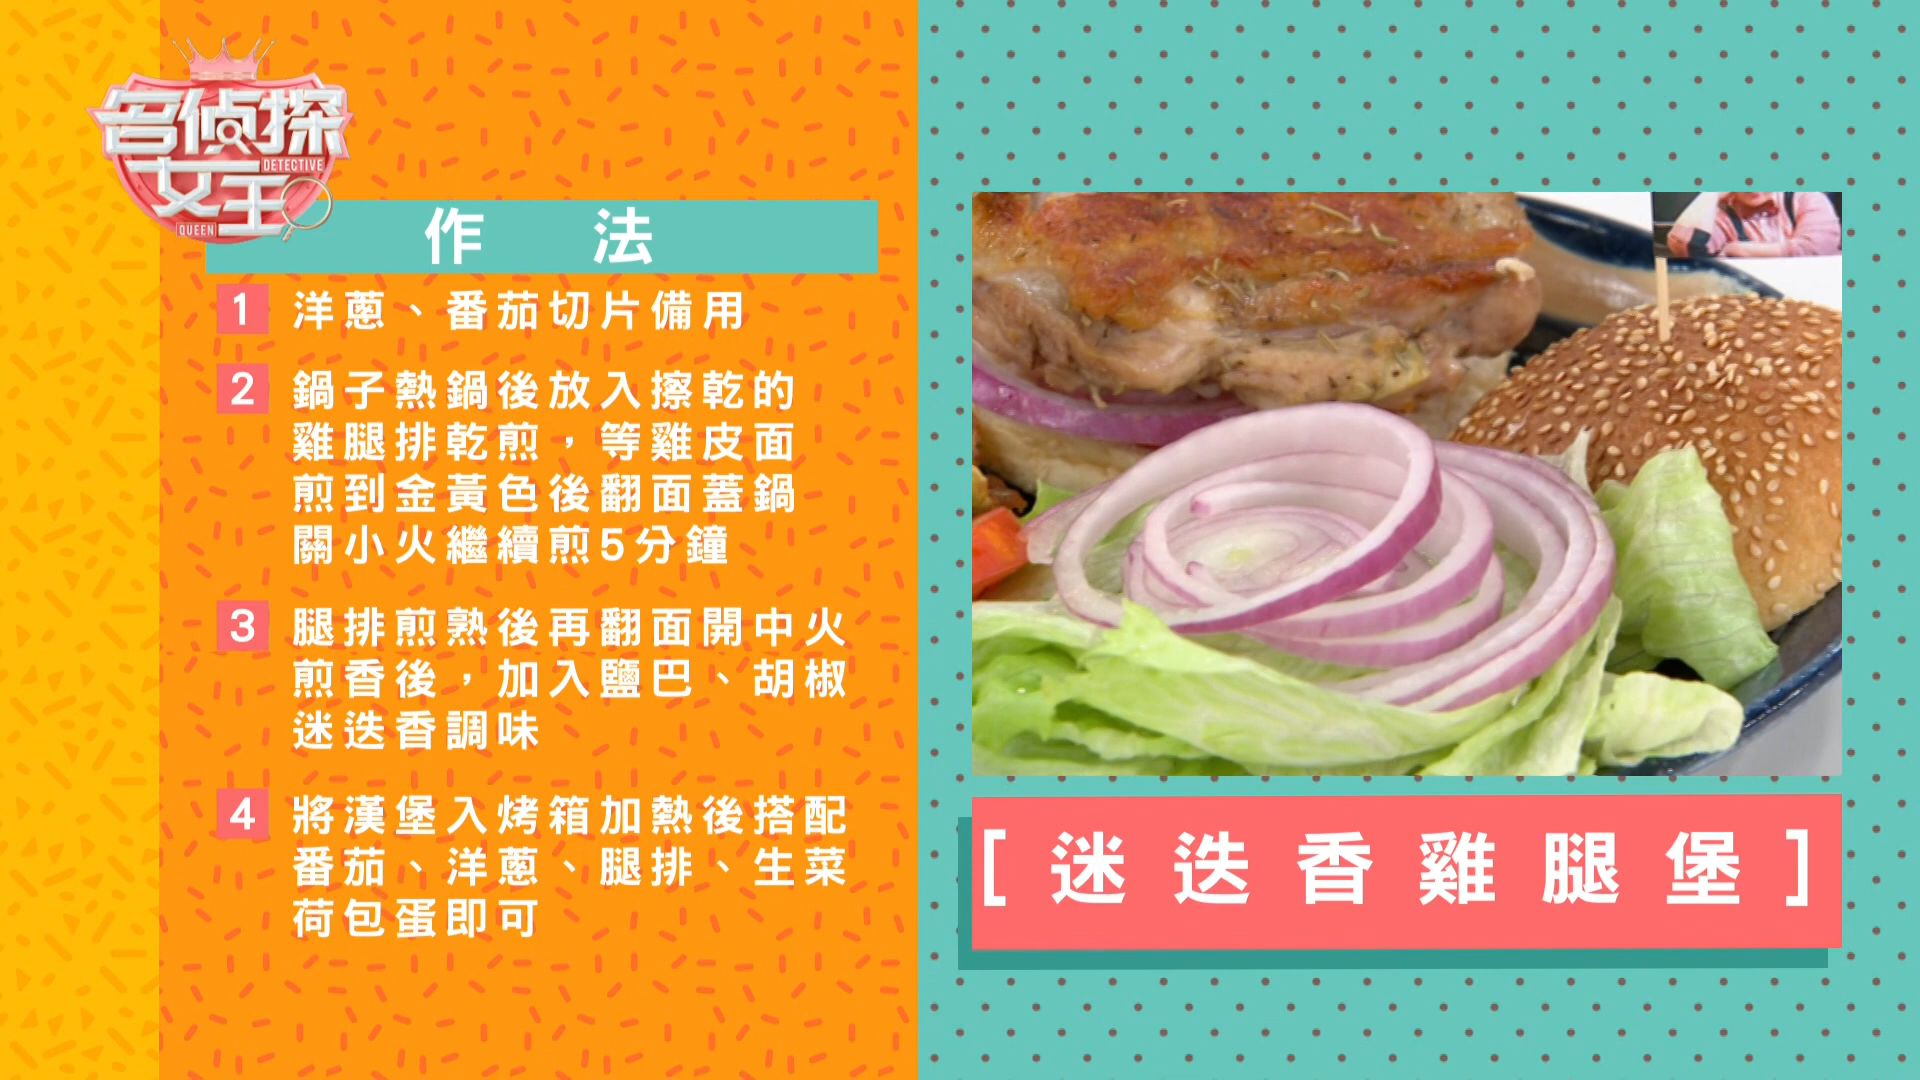 名偵探
DETECTIVE
女王
QUEEN
作 法
1 洋蔥、番茄切片備用
2 鍋子熱鍋後放入擦乾的
雞腿排乾煎，等雞皮面
煎到金黃色後翻面蓋鍋
關小火繼續煎5分鐘
3 腿排煎熟後再翻面開中火
煎香後，加入鹽巴、胡椒
迷迭香調味
4 將漢堡入烤箱加熱後搭配
番茄、洋蔥、腿排、生菜
荷包蛋即可
[迷迭香雞腿堡]